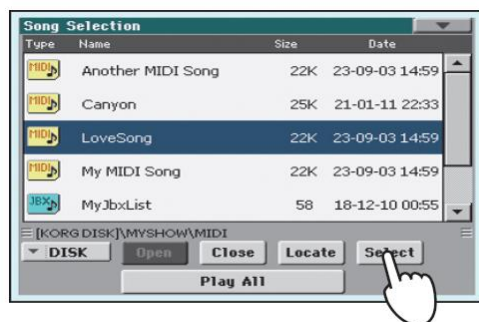 Song Selection
Type Name Size Date
MIDI Another MIDI Song 22K 23-09-03 14:59
MIDI Canyon 25K 21-01-11 22:33
MIDI LoveSong 22K 23-09-03 14:59
MIDI My MIDI Song 22K 23-09-03 14:59
JBX MyJbxList 58 18-12-10 00:55
[KORG DISK]\MYSHOW\MIDI
DISK Open Close Locate Select
Play All